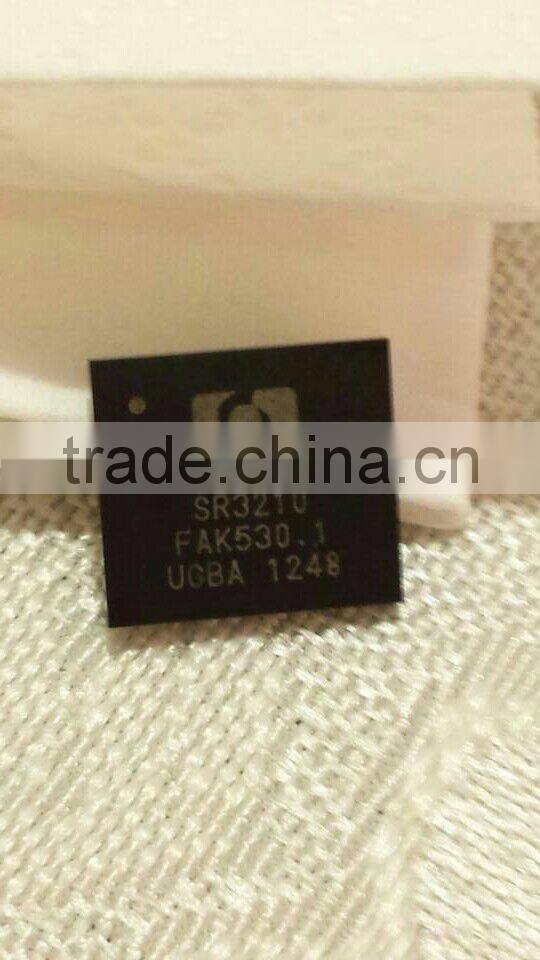 trade.china.cn
SR3210
FAK530.1
UGBA 1248